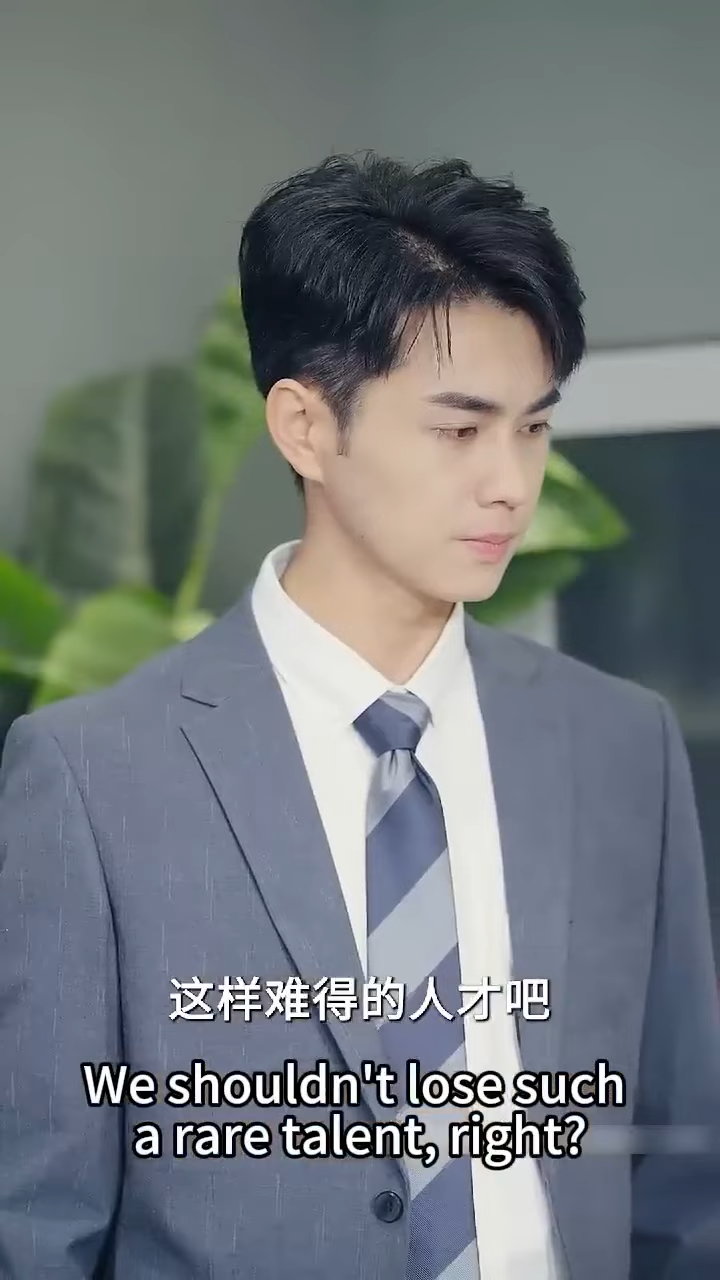 这样难得的人才吧
We shouldn't lose such
a rare talent, right?